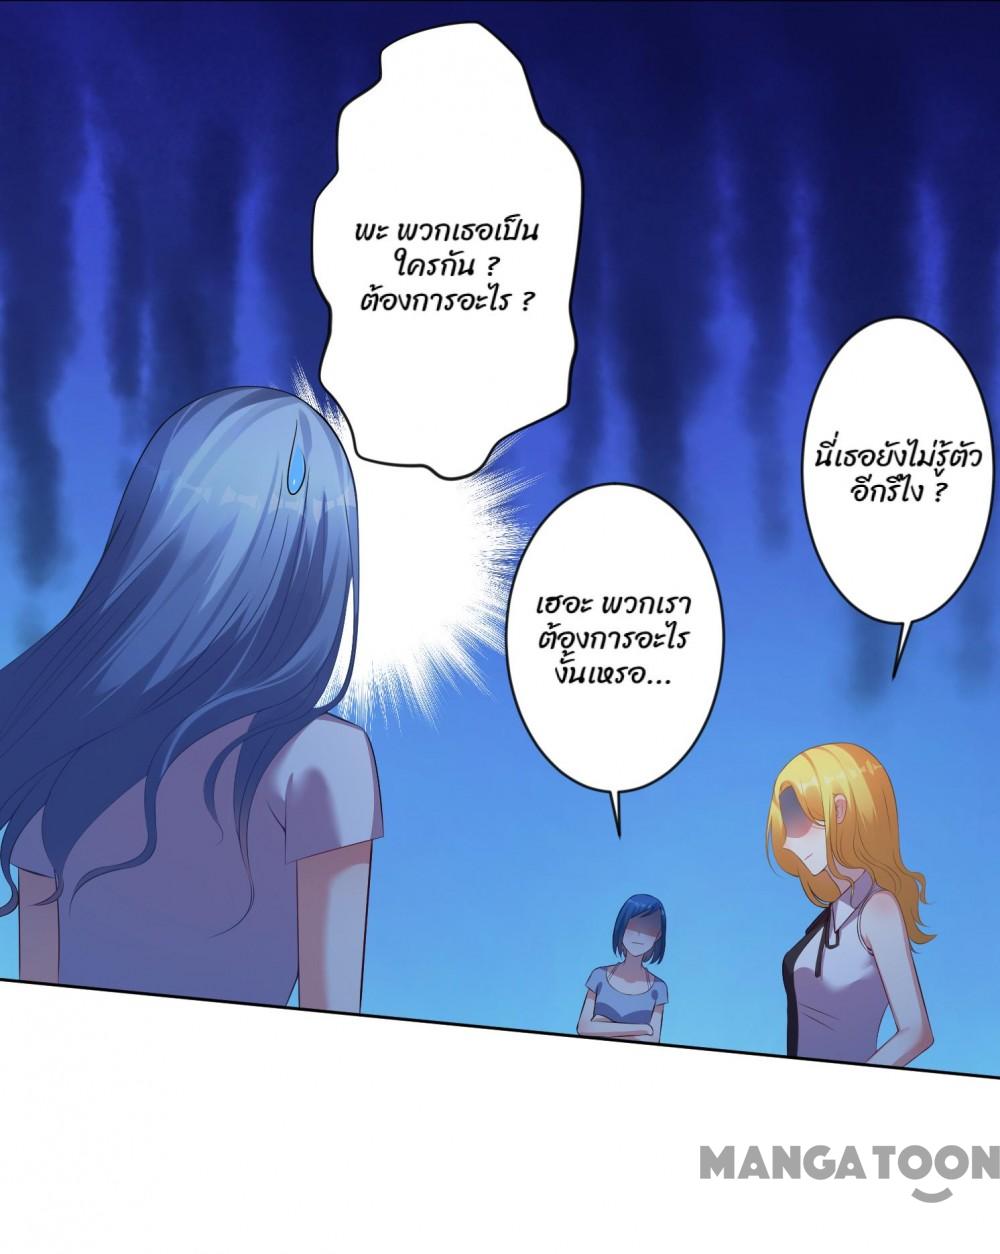 พะ พวกเธอเป็น
ใครกัน ?
ต้องการอะไร ?
นี่เธอยังไม่รู้ตัว
อีกรึไง ?
เฮอะ พวกเรา
ต้องการอะไร
งั้นเหรอ...
MANGATOON